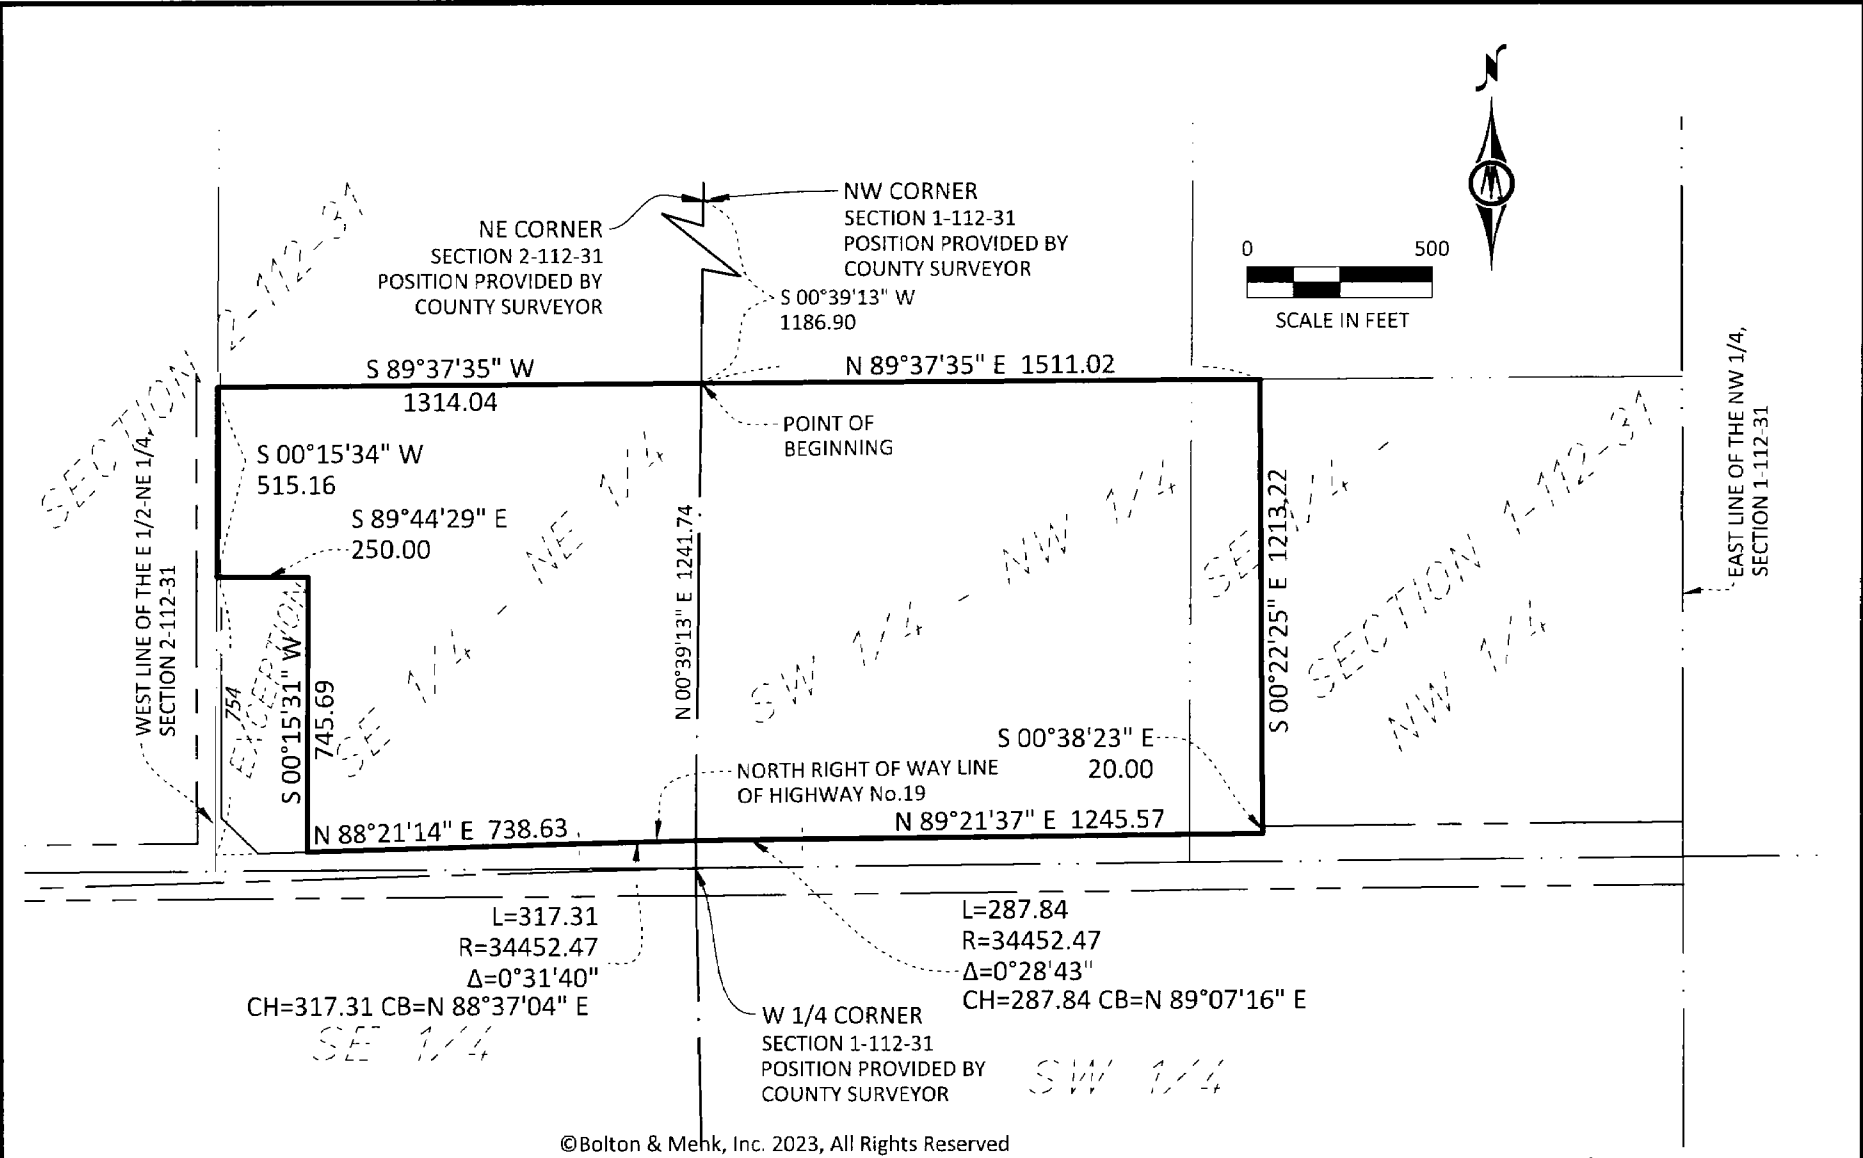 N
NW CORNER
SECTION 1-112-31
POSITION PROVIDED BY
COUNTY SURVEYOR
NE CORNER
SECTION 2-112-31
POSITION PROVIDED BY
COUNTY SURVEYOR
S 00°39'13" W
1186.90
0 500
SCALE IN FEET
SECTION 2-112-31
S 89°37'35" W
1314.04
N 89°37'35" E 1511.02
POINT OF
BEGINNING
S 00°15'34" W
515.16
S 89°44'29" E
250.00
WEST LINE OF THE E 1/2-NE 1/4,
SECTION 2-112-31
EAST LINE OF THE NW 1/4,
SECTION 1-112-31
N 00°39'13" E 1241.74
S 00°22'25" E 1213.22
SE 1/4 - NE 1/4
SW 1/4 - NW 1/4
SE 1/4 -
NW 1/4
SECTION 1-112-31
754
EXCEPTION
S 00°15'31" W
745.69
S 00°38'23" E
20.00
NORTH RIGHT OF WAY LINE
OF HIGHWAY No.19
N 88°21'14" E 738.63
N 89°21'37" E 1245.57
L=317.31
R=34452.47
Δ=0°31'40"
CH=317.31 CB=N 88°37'04" E
L=287.84
R=34452.47
Δ=0°28'43"
CH=287.84 CB=N 89°07'16" E
W 1/4 CORNER
SECTION 1-112-31
POSITION PROVIDED BY
COUNTY SURVEYOR
SE 1/4
SW 1/4
©Bolton & Menk, Inc. 2023, All Rights Reserved